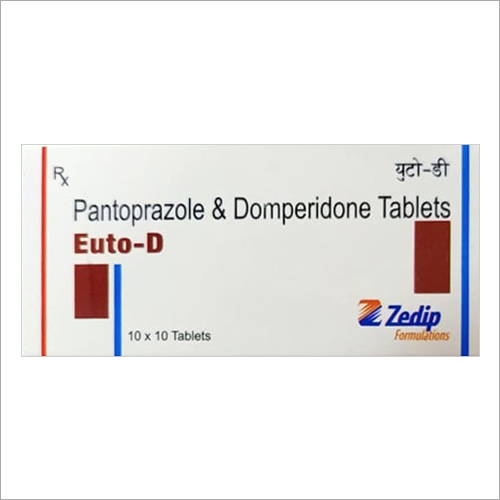 Rx
युटो-डी
Pantoprazole & Domperidone Tablets
Euto-D
10 x 10 Tablets
Zedip
Formulations